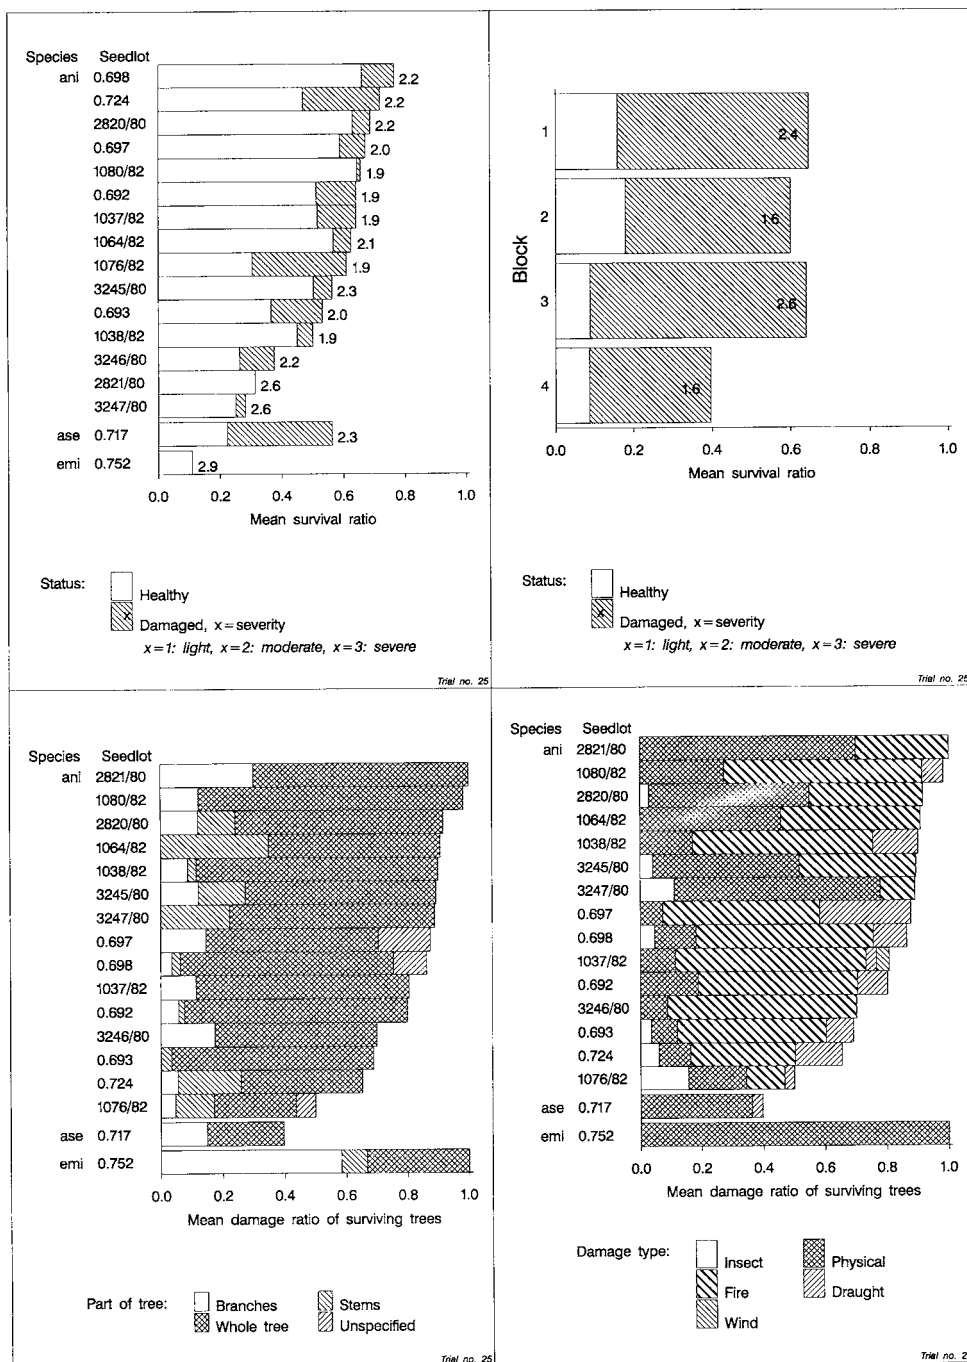 Species Seedlot
ani 0.698 2.2
0.724 2.2
2820/80 2.2
0.697 2.0
1080/82 1.9
0.692 1.9
1037/82 1.9
1064/82 2.1
1076/82 1.9
3245/80 2.3
0.693 2.0
1038/82 1.9
3246/80 2.2
2821/80 2.6
3247/80 2.6
ase 0.717 2.3
emi 0.752 2.9
0.0 0.2 0.4 0.6 0.8 1.0
Mean survival ratio
Status:
Healthy
x Damaged, x=severity
x=1: light, x=2: moderate, x=3: severe
Trial no. 25
Block
1 2.4
2 1.6
3 2.6
4 1.6
0.0 0.2 0.4 0.6 0.8 1.0
Mean survival ratio
Status:
Healthy
x Damaged, x=severity
x=1: light, x=2: moderate, x=3: severe
Trial no. 25
Species Seedlot
ani 2821/80
1080/82
2820/80
1064/82
1038/82
3245/80
3247/80
0.697
0.698
1037/82
0.692
3246/80
0.693
0.724
1076/82
ase 0.717
emi 0.752
0.0 0.2 0.4 0.6 0.8 1.0
Mean damage ratio of surviving trees
Part of tree: Branches Stems
Whole tree Unspecified
Trial no. 25
Species Seedlot
ani 2821/80
1080/82
2820/80
1064/82
1038/82
3245/80
3247/80
0.697
0.698
1037/82
0.692
3246/80
0.693
0.724
1076/82
ase 0.717
emi 0.752
0.0 0.2 0.4 0.6 0.8 1.0
Mean damage ratio of surviving trees
Damage type: Insect Physical
Fire Draught
Wind
Trial no. 2